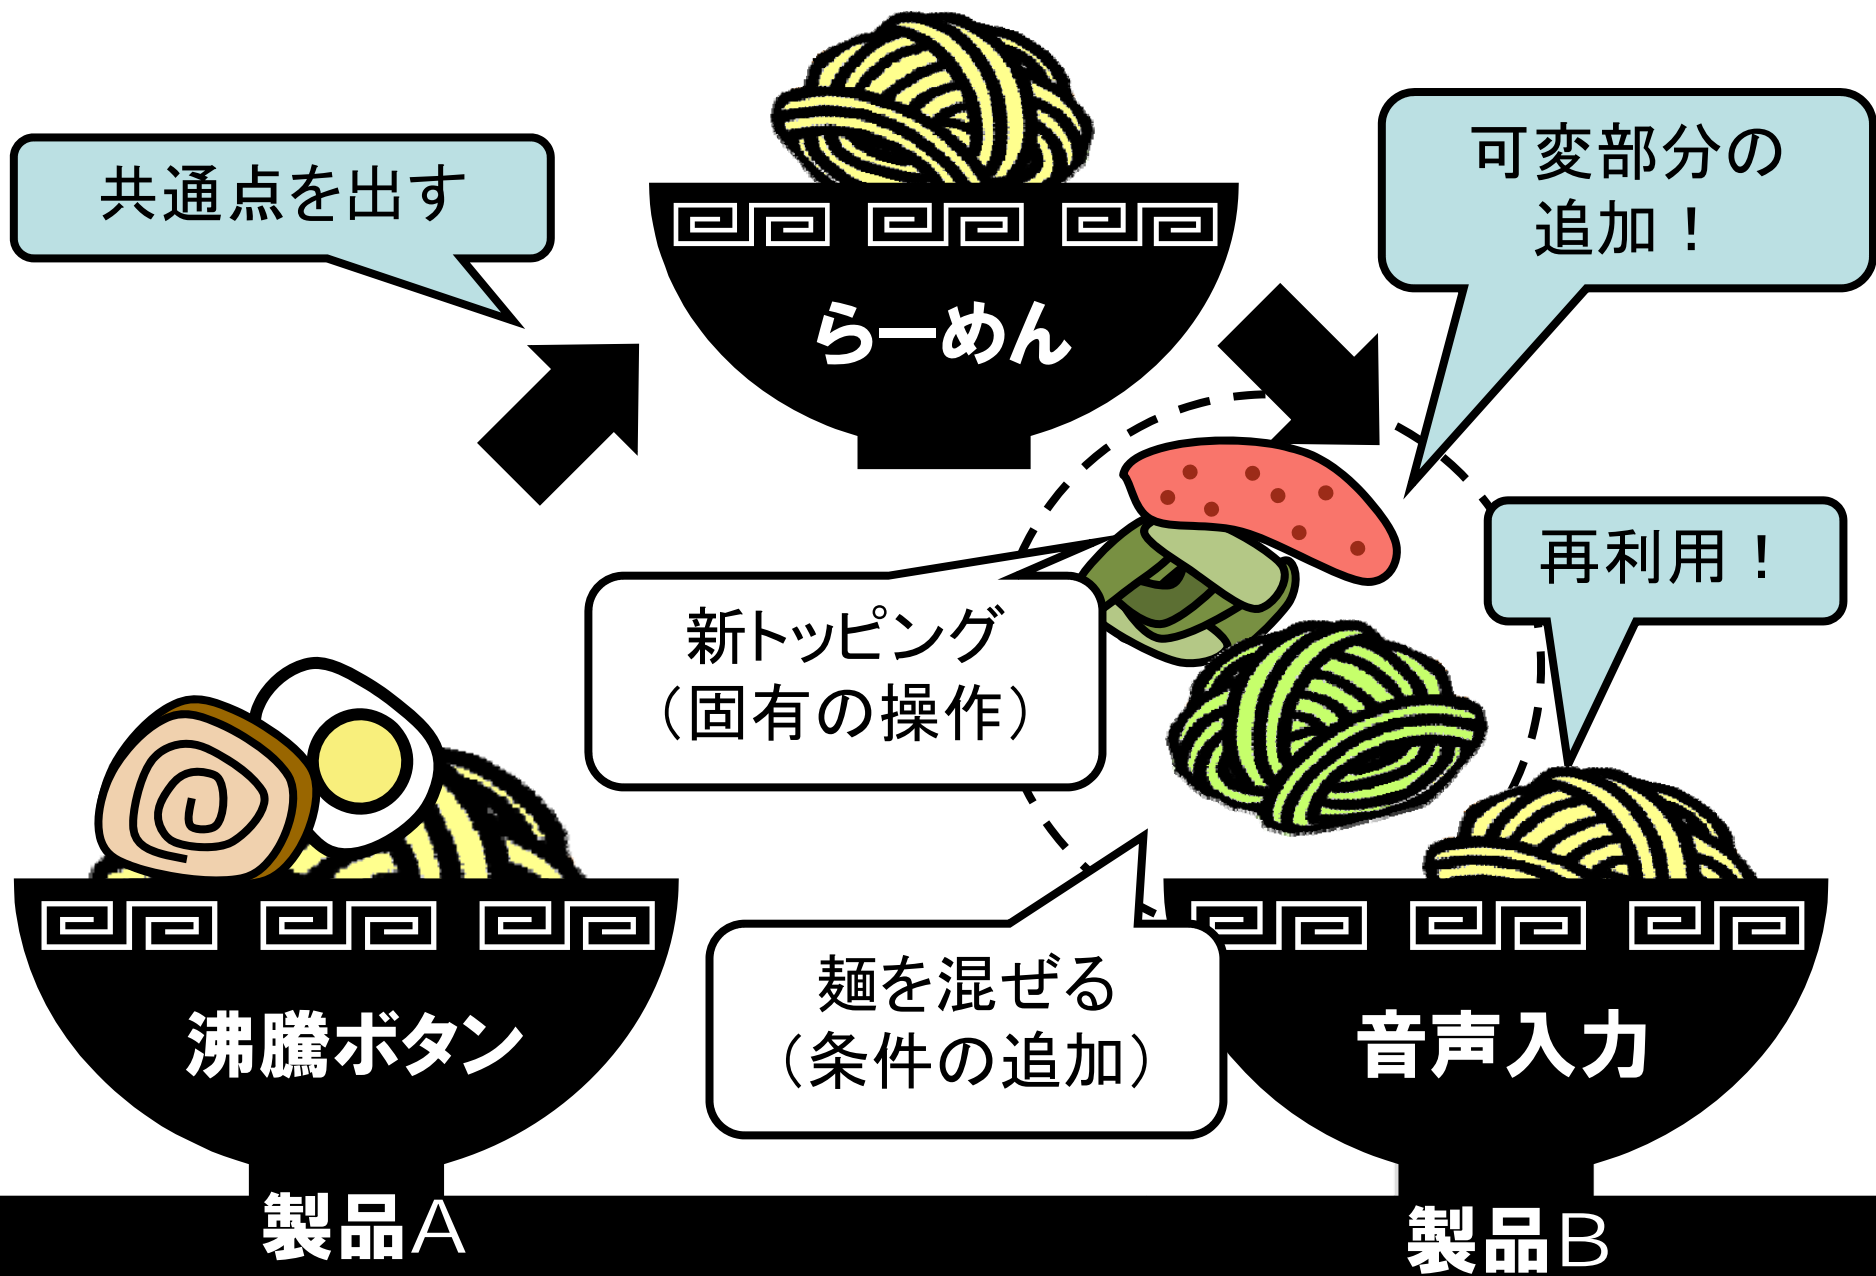 共通点を出す
可変部分の
追加！
らーめん
再利用！
新トッピング
（固有の操作）
麺を混ぜる
（条件の追加）
沸騰ボタン
音声入力
製品A
製品B